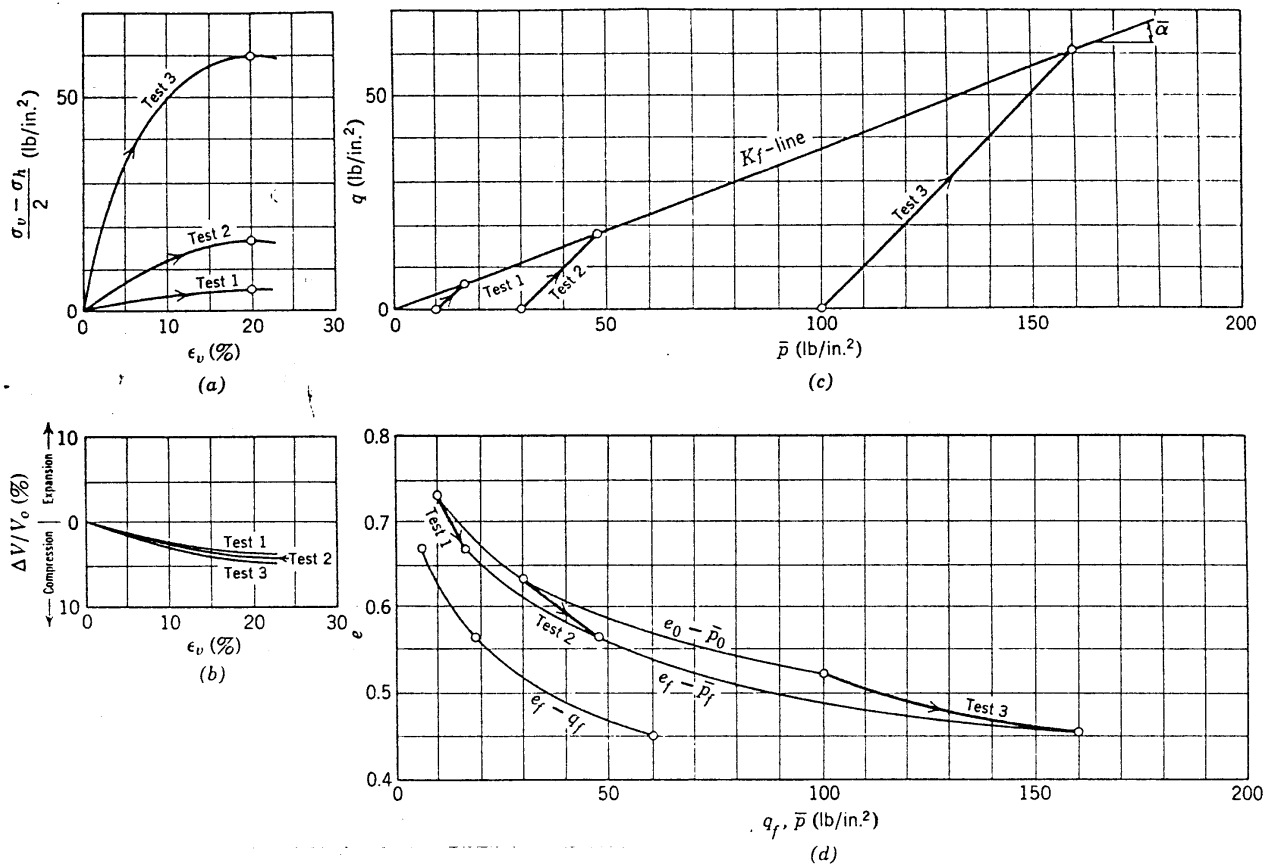 (σv − σh)/2 (lb/in.²)
50
0
0
10
20
30
εv (%)
Test 3
Test 2
Test 1
(a)
q (lb/in.²)
50
0
0
50
100
150
200
p̄ (lb/in.²)
Kf-line
ᾱ
Test 1
Test 2
Test 3
(c)
ΔV/Vo (%)
Compression
Expansion
10
0
10
0
10
20
30
εv (%)
Test 1
Test 2
Test 3
(b)
e
0.8
0.7
0.6
0.5
0.4
0
50
100
150
200
qf, p̄ (lb/in.²)
Test 1
Test 2
e0 − p̄0
ef − p̄f
ef − qf
Test 3
(d)